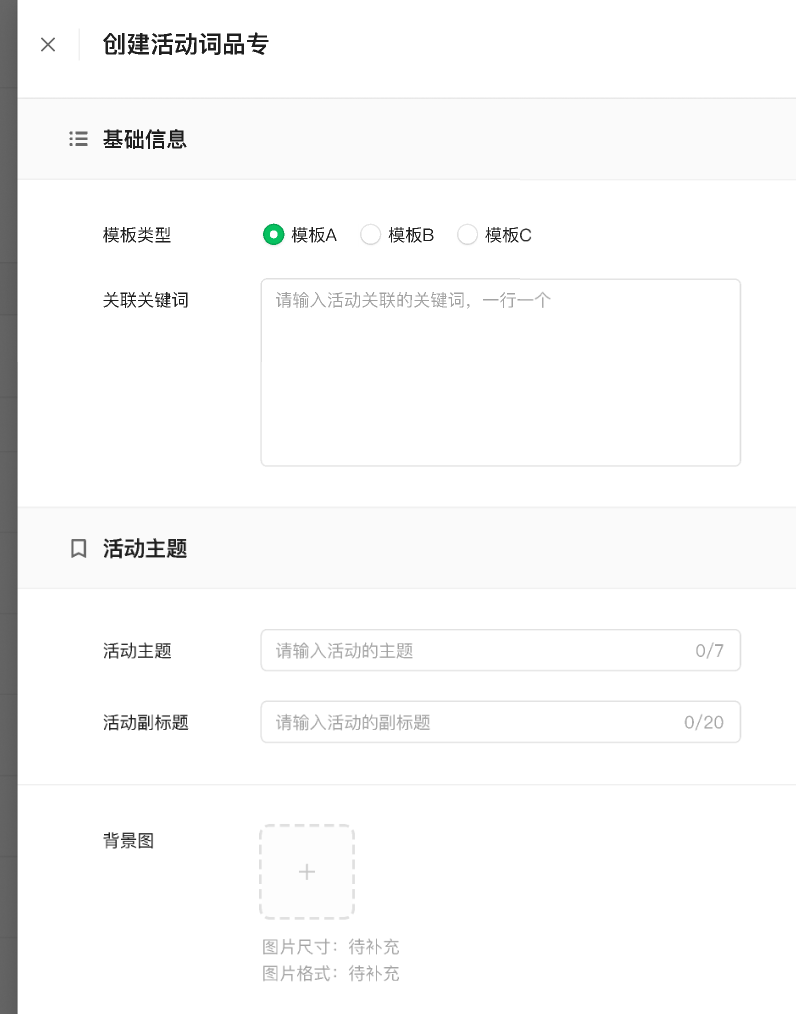 创建活动词品专
基础信息
模板类型 模板A 模板B 模板C
关联关键词 请输入活动关联的关键词，一行一个
活动主题
活动主题 请输入活动的主题 0/7
活动副标题 请输入活动的副标题 0/20
背景图
图片尺寸：待补充
图片格式：待补充